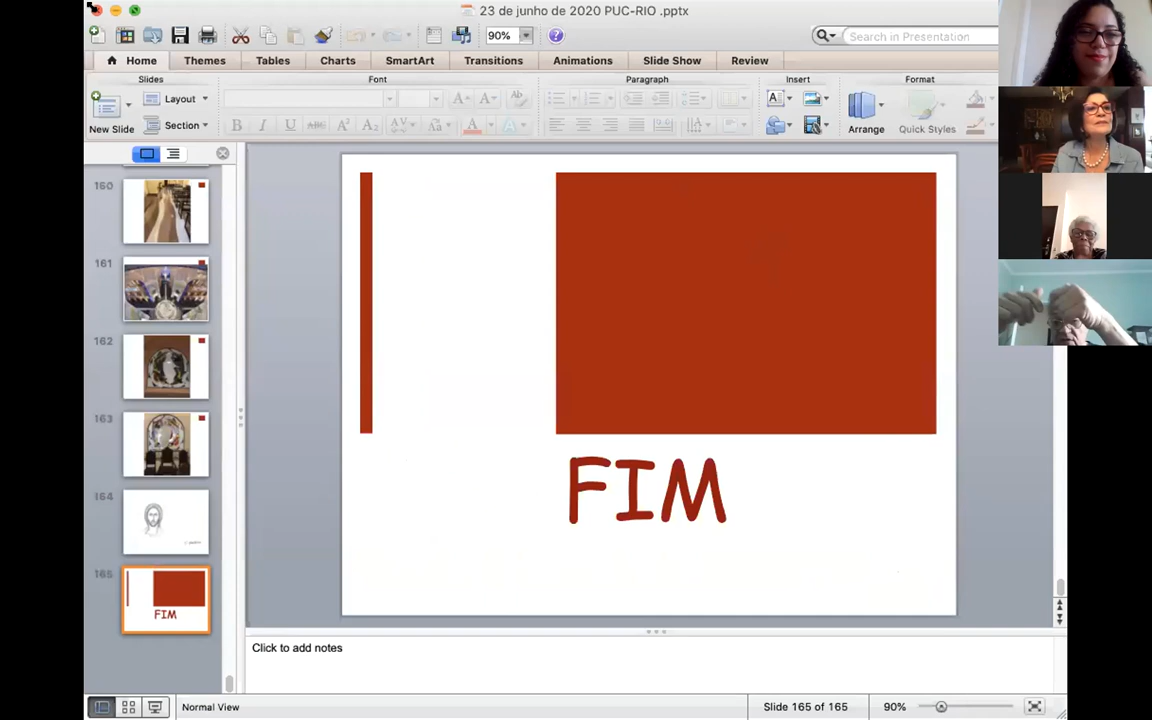 23 de junho de 2020 PUC-RIO .pptx
90%
Search in Presentation
Home
Themes
Tables
Charts
SmartArt
Transitions
Animations
Slide Show
Review
Slides
Font
Paragraph
Insert
Format
New Slide
Layout
Section
Arrange
Quick Styles
160
161
162
163
164
165
FIM
FIM
Click to add notes
Normal View
Slide 165 of 165
90%